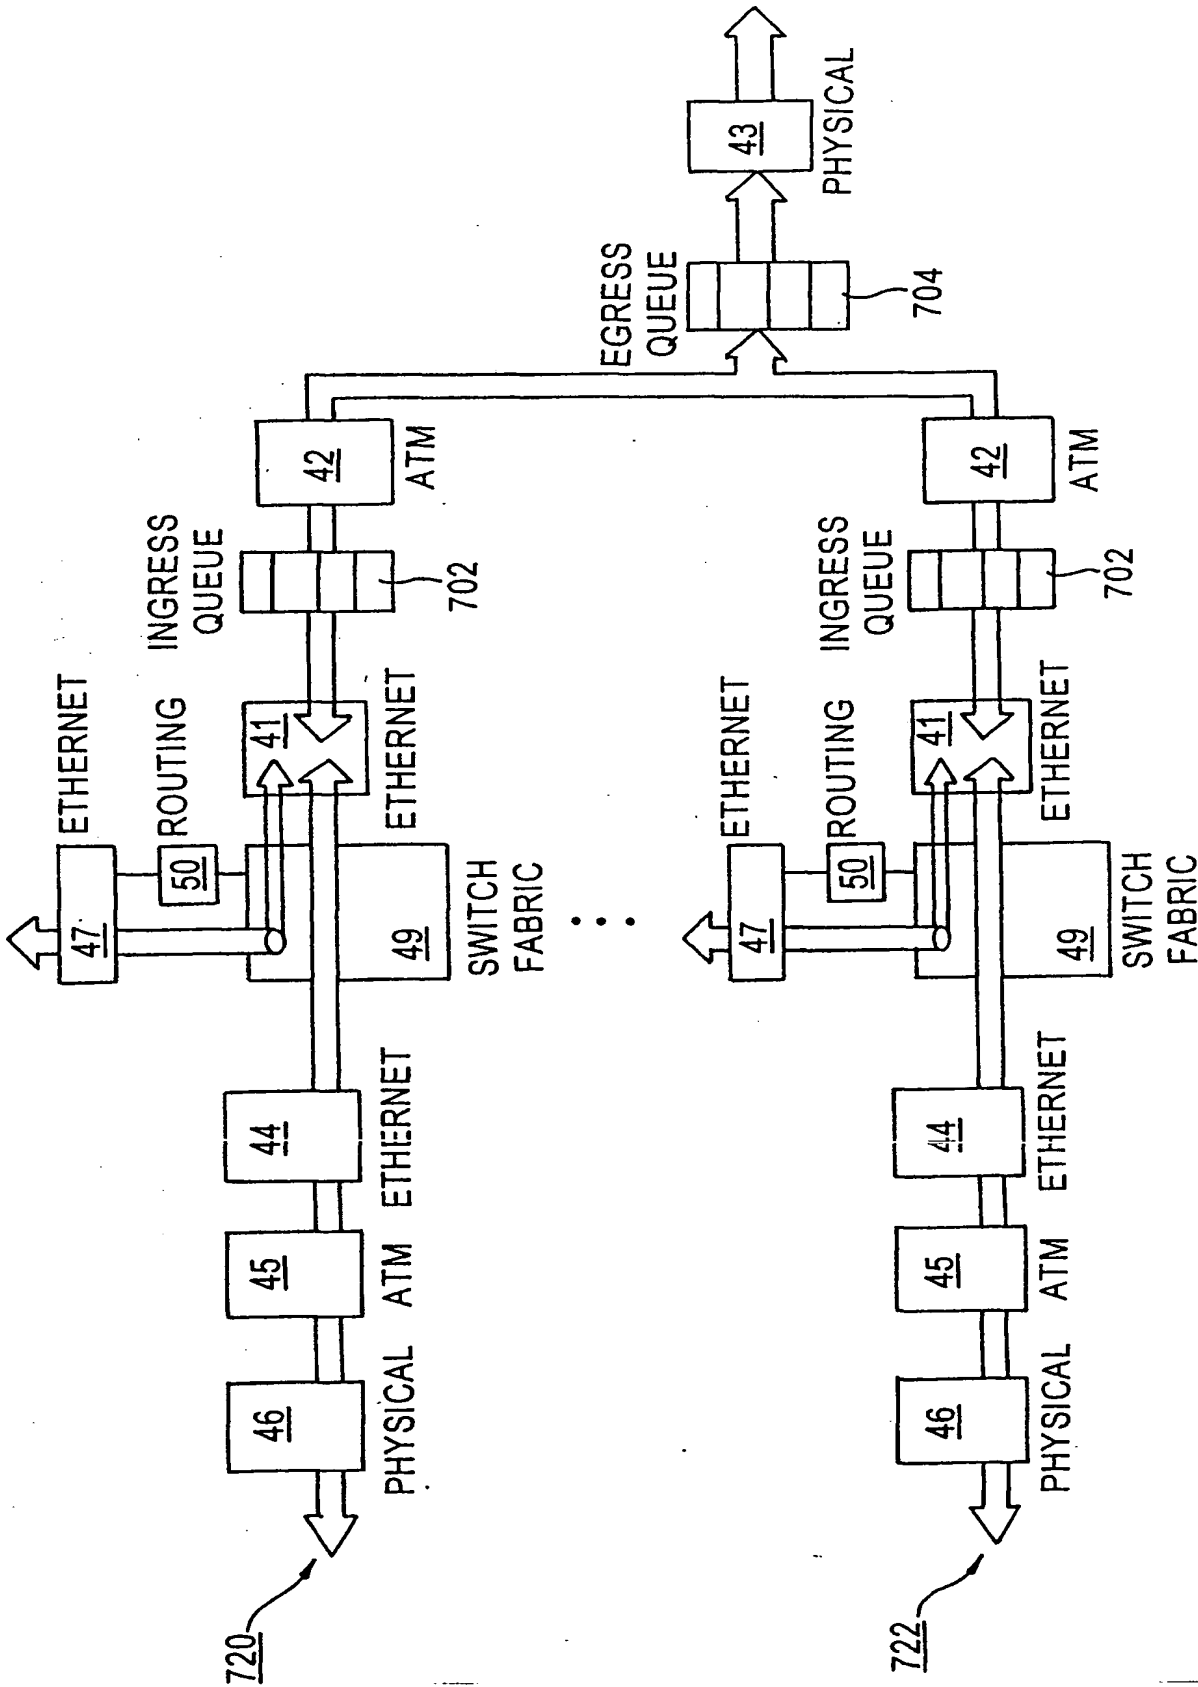 720
46
PHYSICAL
45
ATM
44
ETHERNET
49
SWITCH
FABRIC
47
ETHERNET
50
ROUTING
41
ETHERNET
INGRESS
QUEUE
702
42
ATM
EGRESS
QUEUE
704
43
PHYSICAL
722
46
PHYSICAL
45
ATM
44
ETHERNET
49
SWITCH
FABRIC
47
ETHERNET
50
ROUTING
41
ETHERNET
INGRESS
QUEUE
702
42
ATM